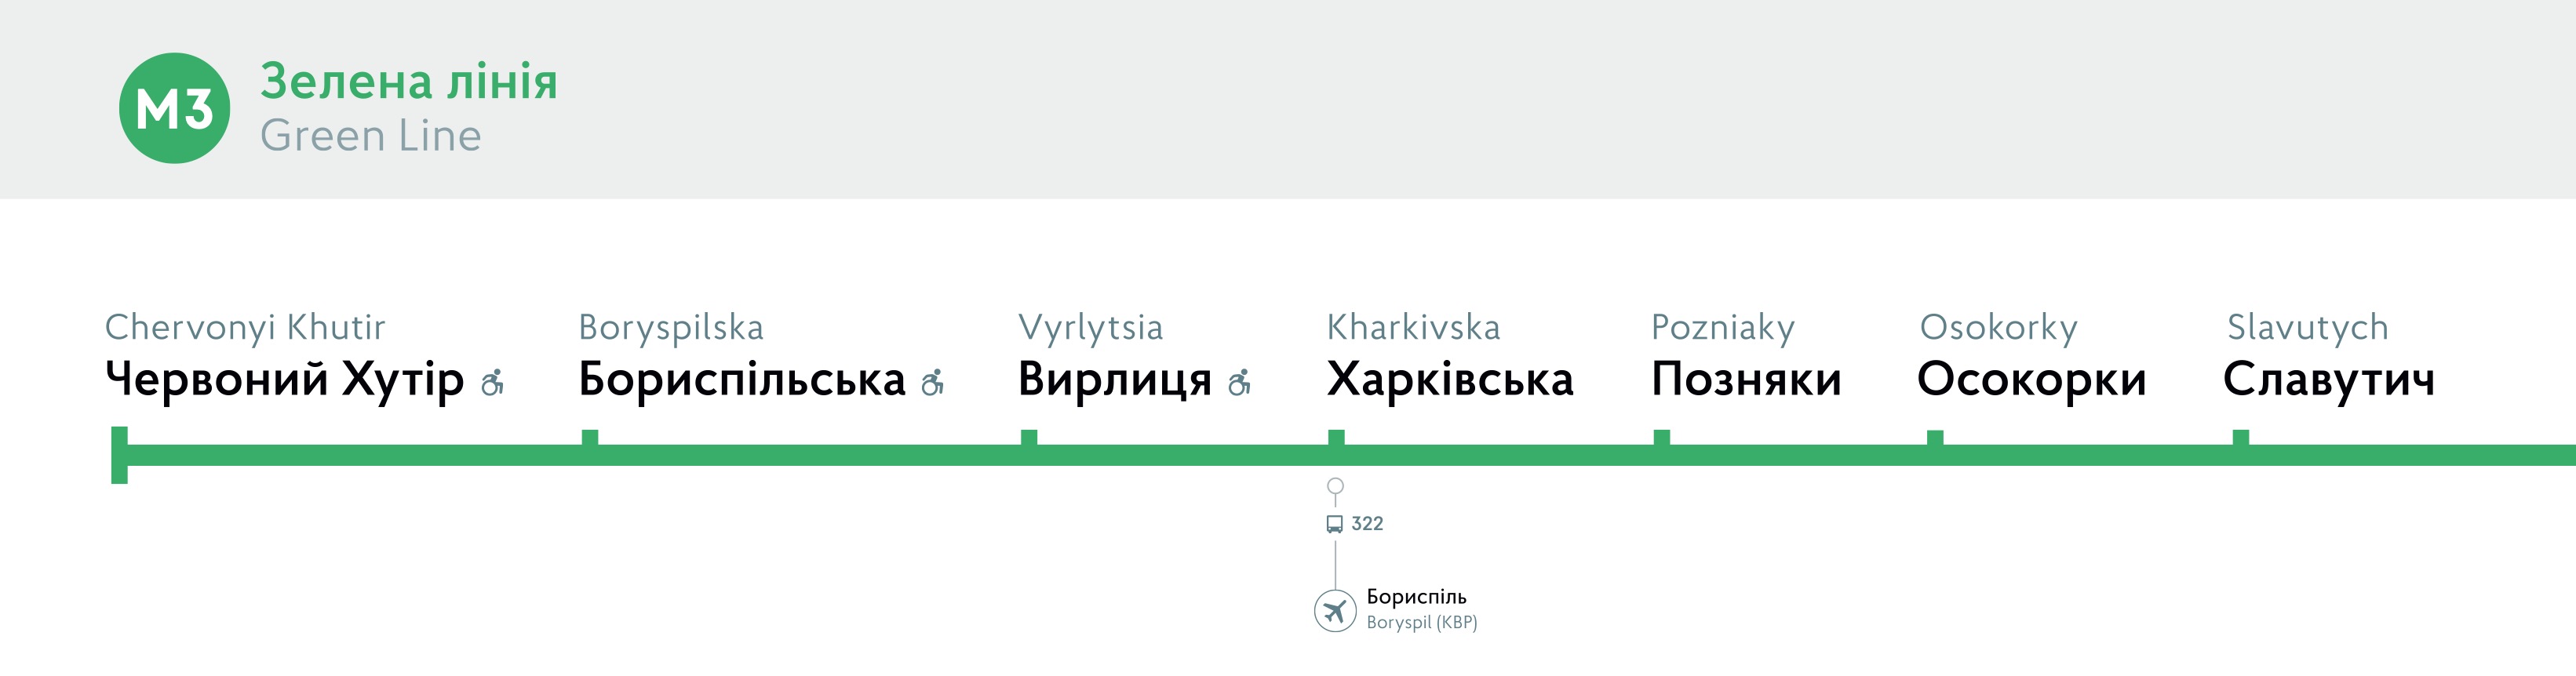 М3
Зелена лінія
Green Line
Chervonyi Khutir
Червоний Хутір
Boryspilska
Бориспільська
Vyrlytsia
Вирлиця
Kharkivska
Харківська
Pozniaky
Позняки
Osokorky
Осокорки
Slavutych
Славутич
322
Бориспіль
Boryspil (KBP)